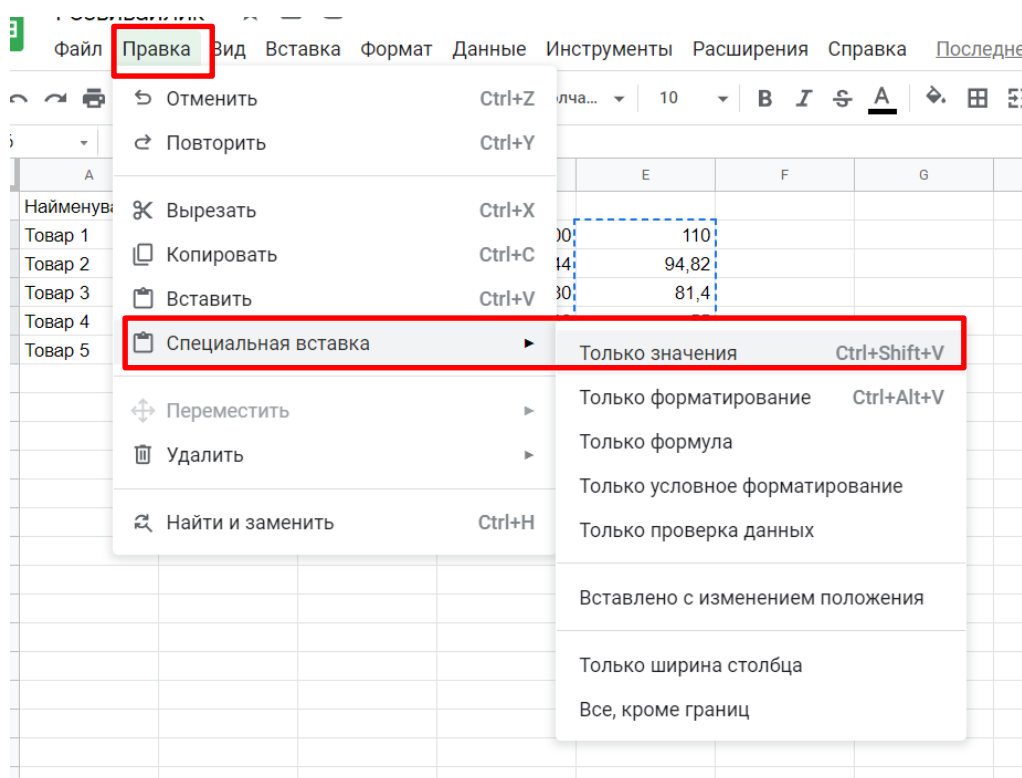 Файл Правка Вид Вставка Формат Данные Инструменты Расширения Справка
Отменить Ctrl+Z 10 B I S A
Повторить Ctrl+Y
A E F G
Вырезать Ctrl+X
Товар 1 110
Копировать Ctrl+C
Товар 2 94,82
Товар 3 81,4
Вставить Ctrl+V
Товар 4
Специальная вставка
Товар 5
Только значения Ctrl+Shift+V
Только форматирование Ctrl+Alt+V
Переместить
Только формула
Удалить
Только условное форматирование
Найти и заменить Ctrl+H
Только проверка данных
Вставлено с изменением положения
Только ширина столбца
Все, кроме границ